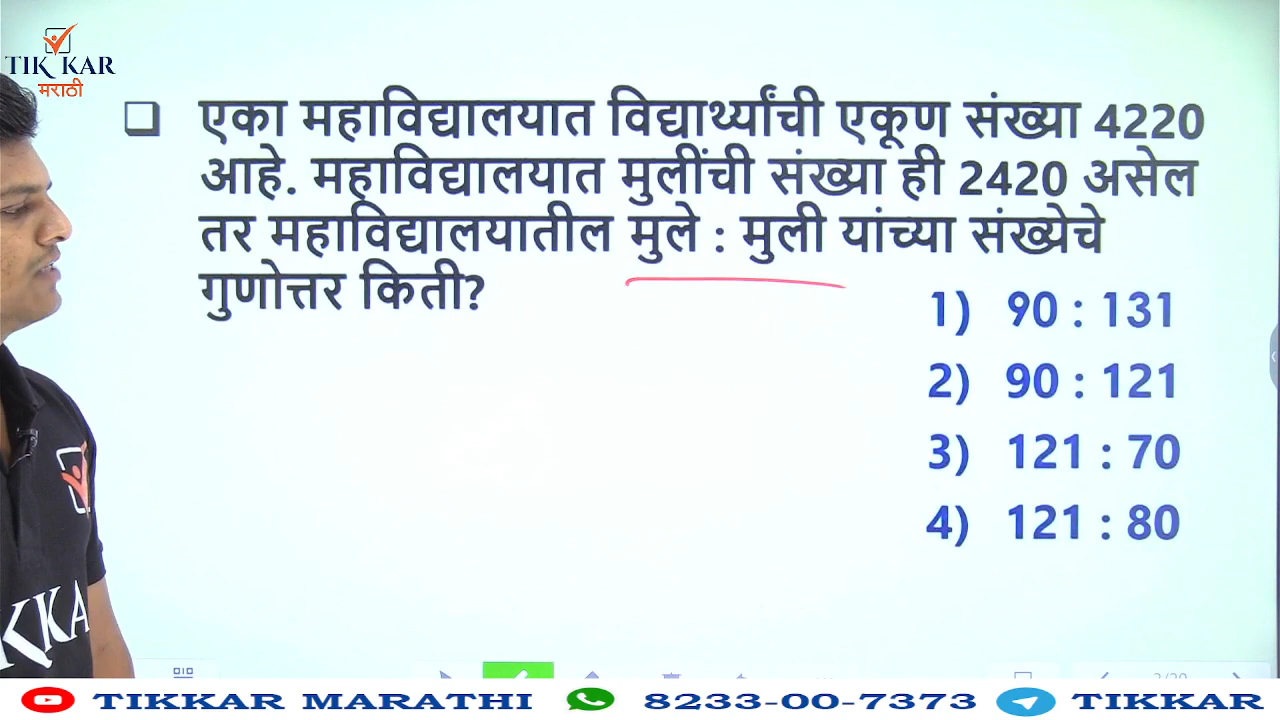 TIK KAR
मराठी
❑ एका महाविद्यालयात विद्यार्थ्यांची एकूण संख्या 4220
आहे. महाविद्यालयात मुलींची संख्या ही 2420 असेल
तर महाविद्यालयातील मुले : मुली यांच्या संख्येचे
गुणोत्तर किती?
1) 90 : 131
2) 90 : 121
3) 121 : 70
4) 121 : 80
KKA
TIKKAR MARATHI 8233-00-7373 TIKKAR